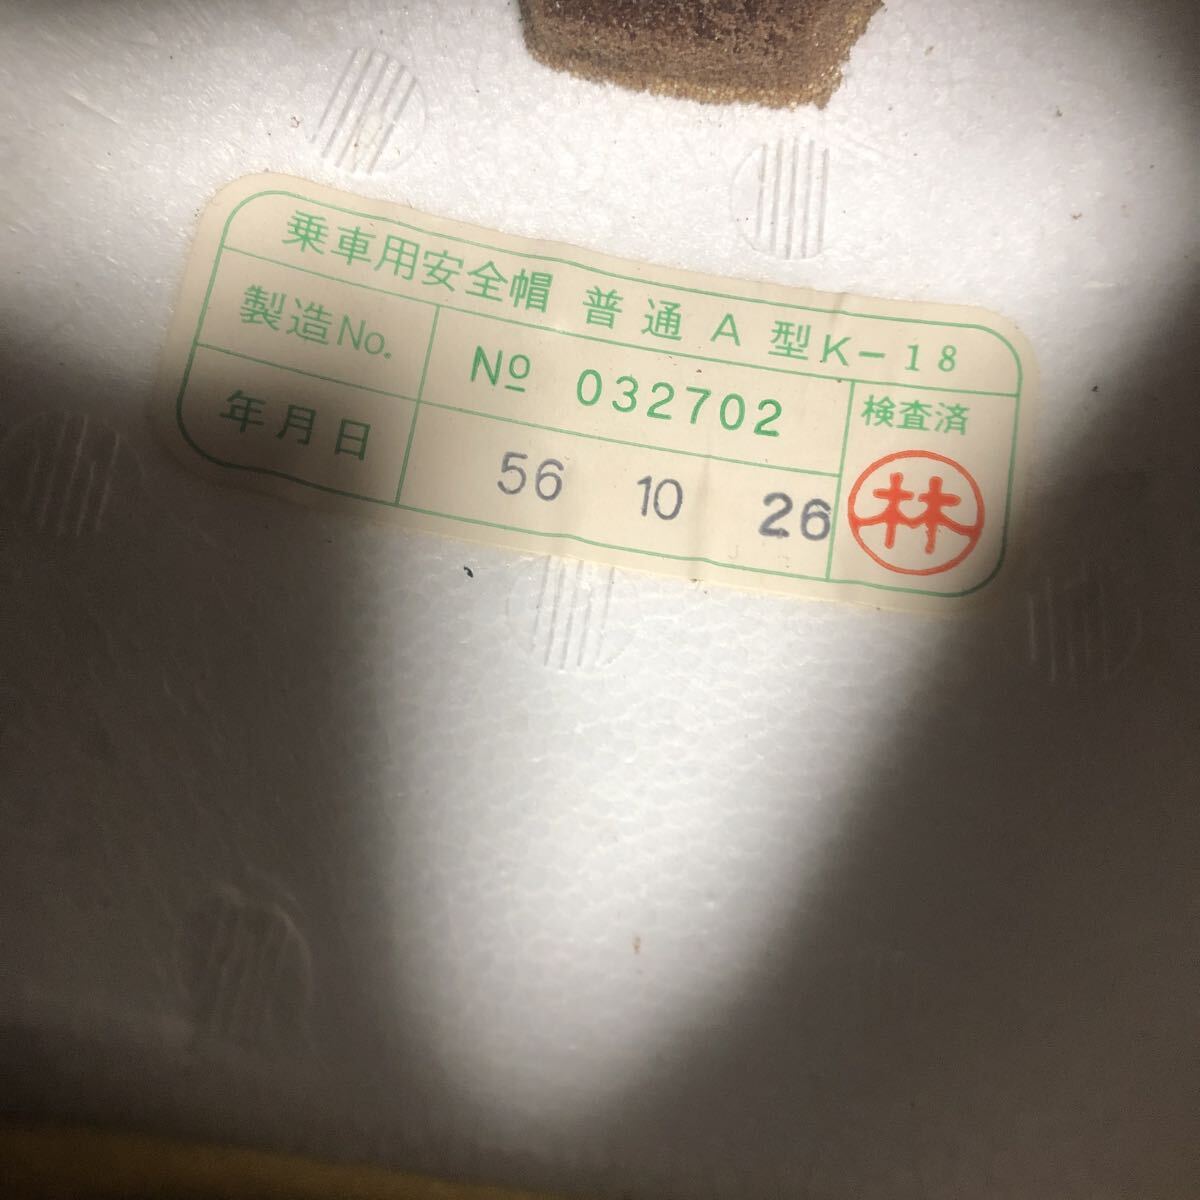 乗車用安全帽 普通 A 型K-18
製造No. № 032702 検査済
年月日 56 10 26 林